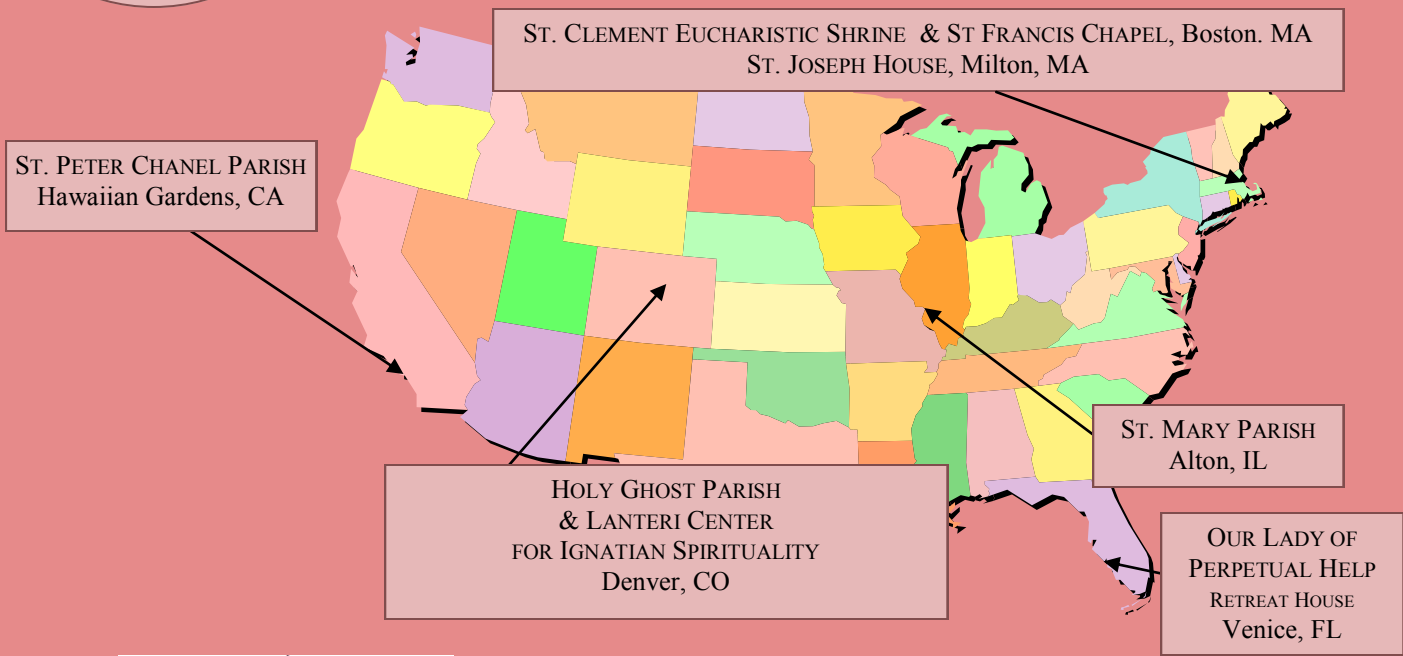 ST. CLEMENT EUCHARISTIC SHRINE & ST FRANCIS CHAPEL, Boston. MA
ST. JOSEPH HOUSE, Milton, MA
ST. PETER CHANEL PARISH
Hawaiian Gardens, CA
ST. MARY PARISH
Alton, IL
HOLY GHOST PARISH
& LANTERI CENTER
FOR IGNATIAN SPIRITUALITY
Denver, CO
OUR LADY OF
PERPETUAL HELP
RETREAT HOUSE
Venice, FL